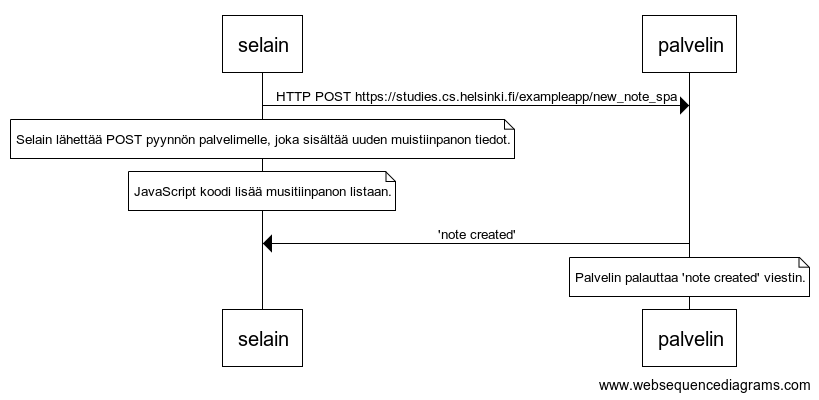 selain
palvelin
HTTP POST https://studies.cs.helsinki.fi/exampleapp/new_note_spa
Selain lähettää POST pyynnön palvelimelle, joka sisältää uuden muistiinpanon tiedot.
JavaScript koodi lisää musitiinpanon listaan.
'note created'
Palvelin palauttaa 'note created' viestin.
selain
palvelin
www.websequencediagrams.com